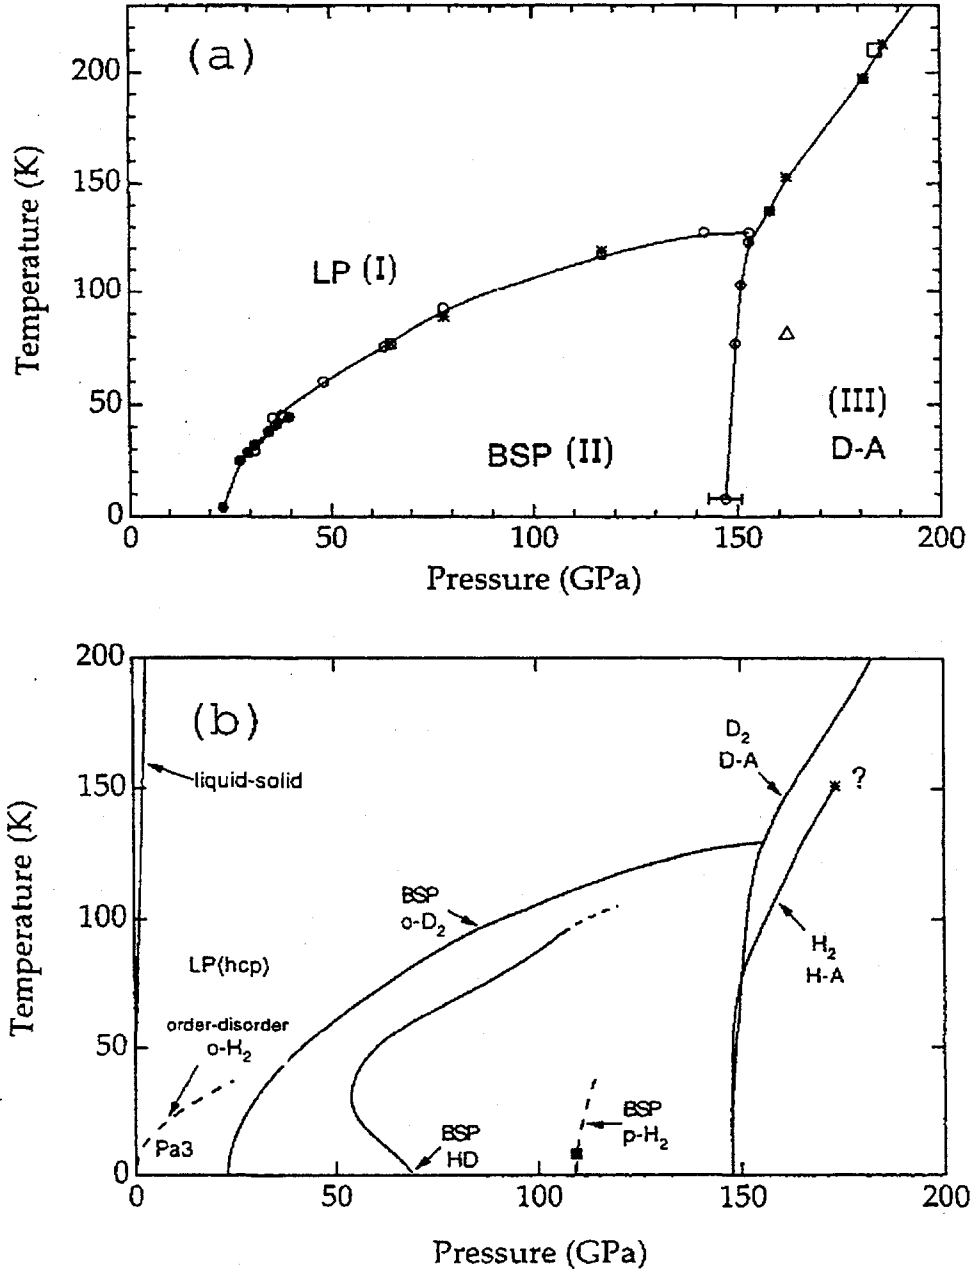 (a)
200
150
100
50
0
Temperature (K)
LP (I)
BSP (II)
(III)
D-A
50
100
150
200
Pressure (GPa)
200
150
100
50
0
Temperature (K)
(b)
liquid-solid
D2
D-A
?
BSP
o-D2
H2
H-A
LP(hcp)
order-disorder
o-H2
Pa3
BSP
HD
BSP
p-H2
0
50
100
150
200
Pressure (GPa)